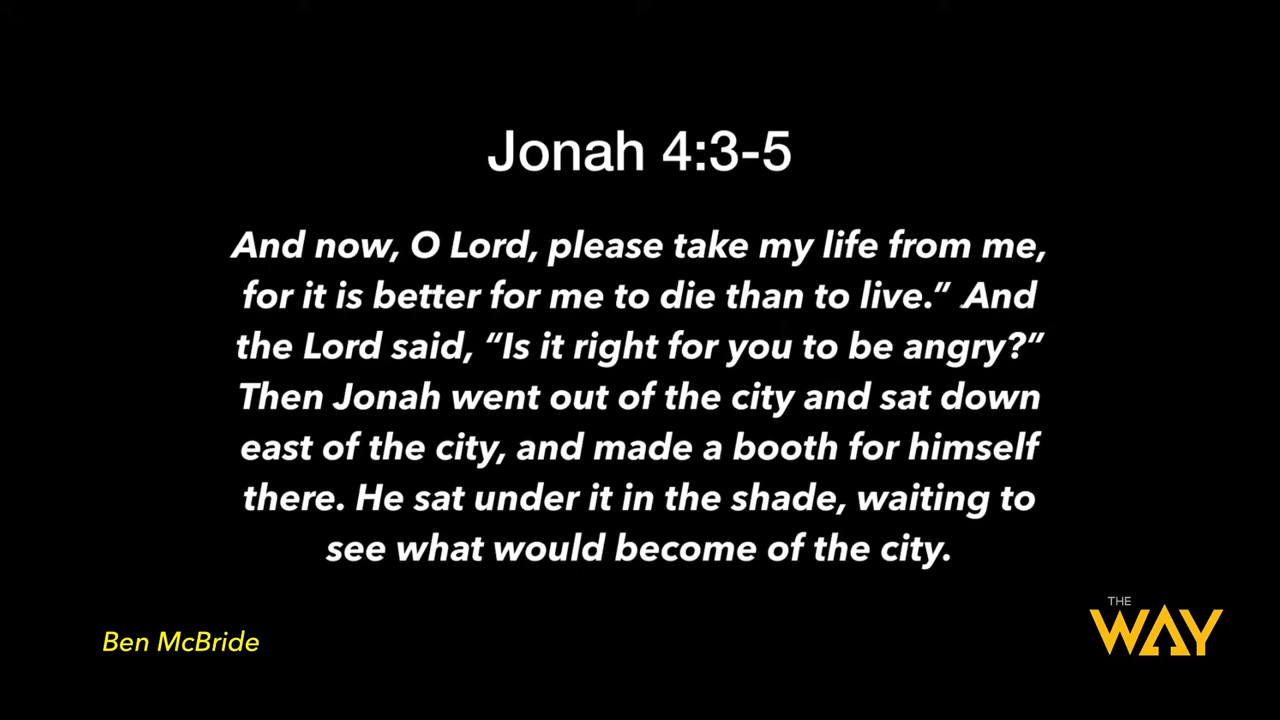 Jonah 4:3-5
And now, O Lord, please take my life from me,
for it is better for me to die than to live.” And
the Lord said, “Is it right for you to be angry?”
Then Jonah went out of the city and sat down
east of the city, and made a booth for himself
there. He sat under it in the shade, waiting to
see what would become of the city.
Ben McBride
THE
WAY